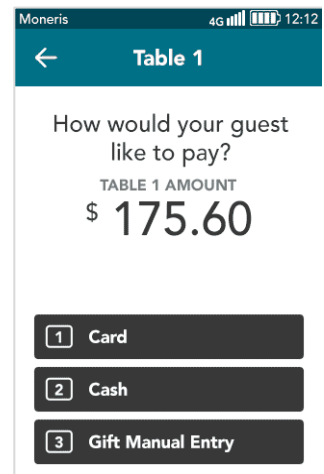 Moneris 4G 12:12
Table 1
How would your guest
like to pay?
TABLE 1 AMOUNT
$ 175.60
1 Card
2 Cash
3 Gift Manual Entry